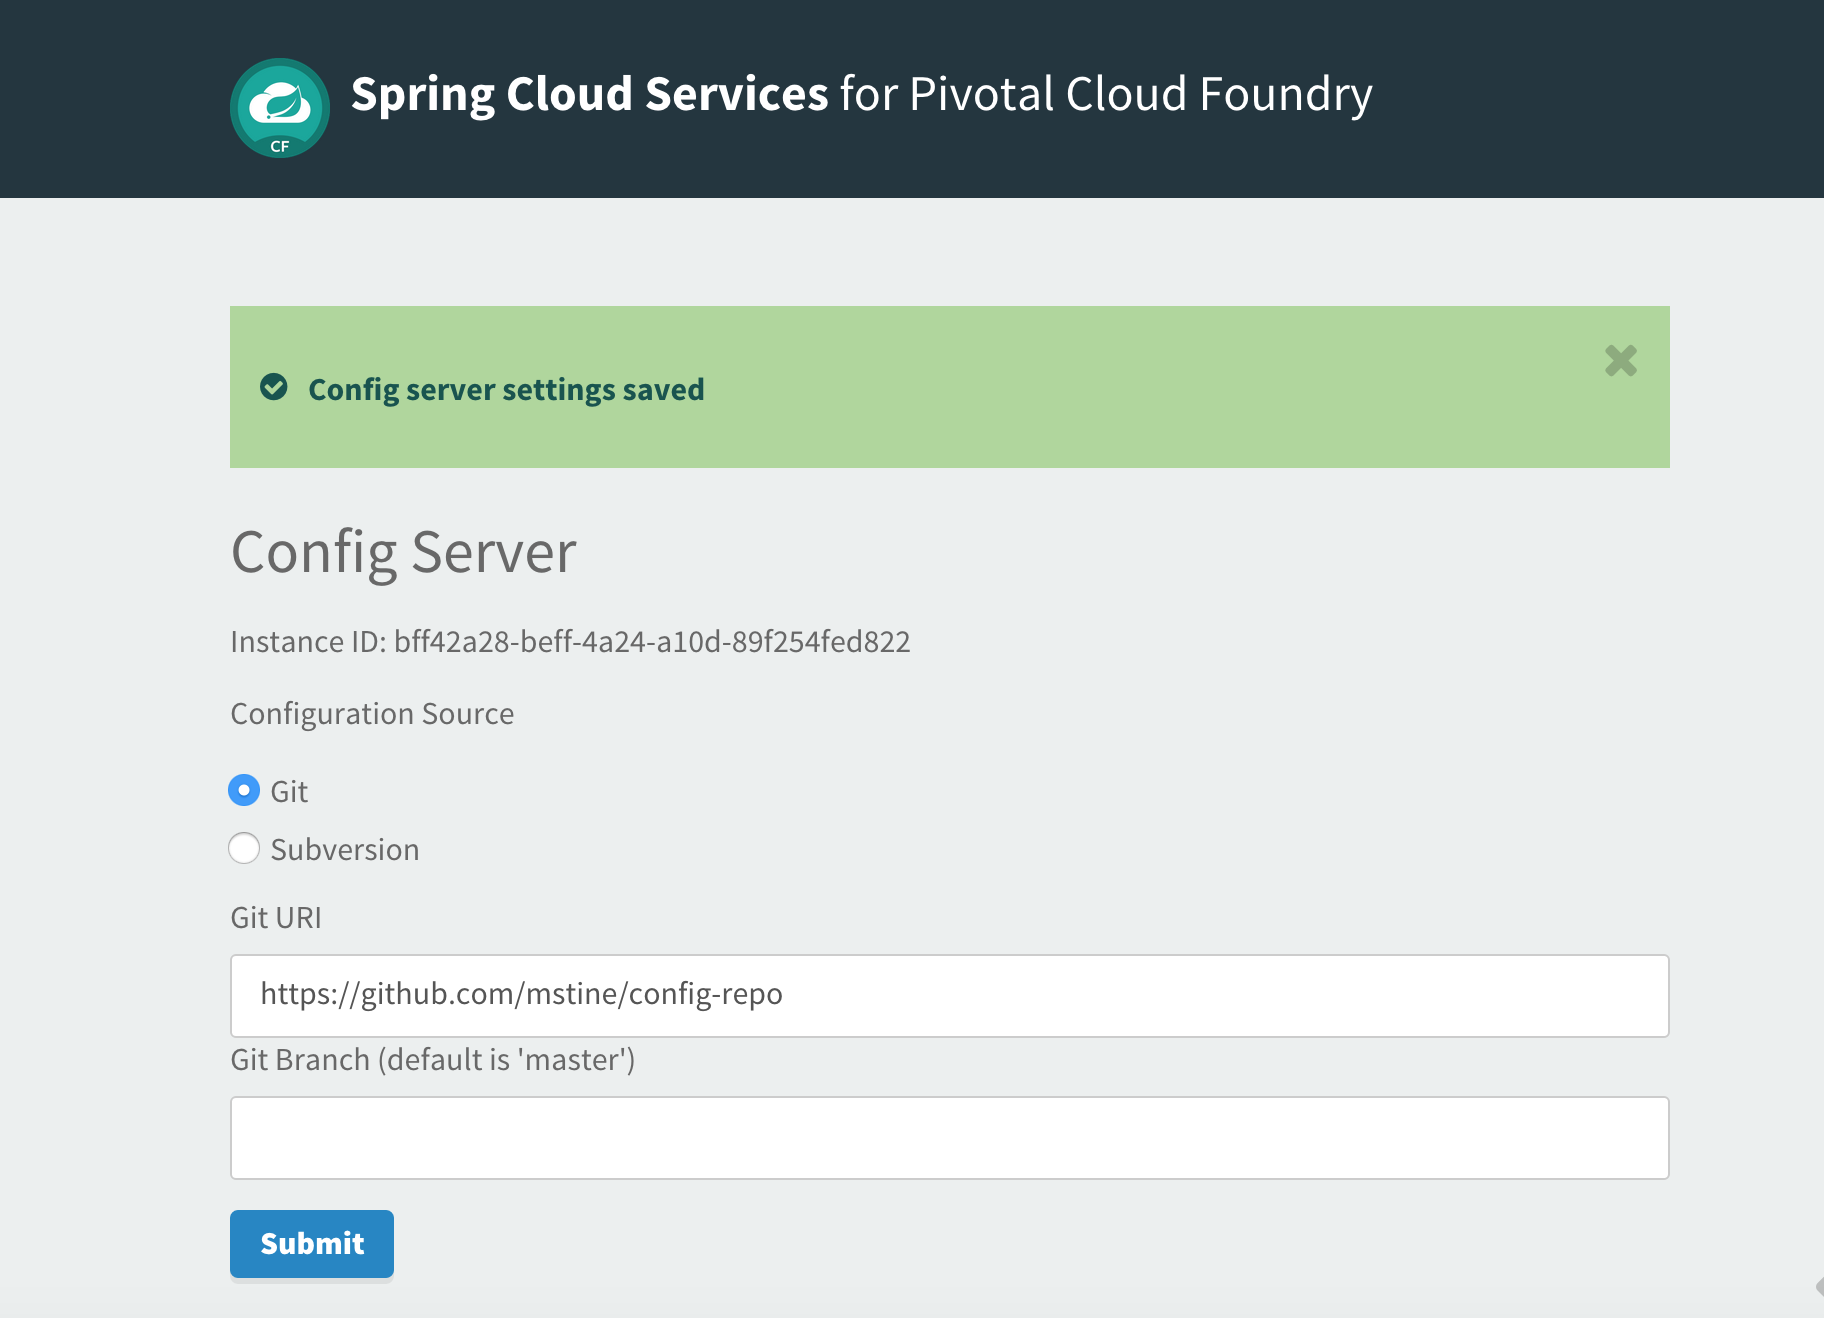 Spring Cloud Services for Pivotal Cloud Foundry
CF
Config server settings saved
Config Server
Instance ID: bff42a28-beff-4a24-a10d-89f254fed822
Configuration Source
Git
Subversion
Git URI
https://github.com/mstine/config-repo
Git Branch (default is 'master')
Submit